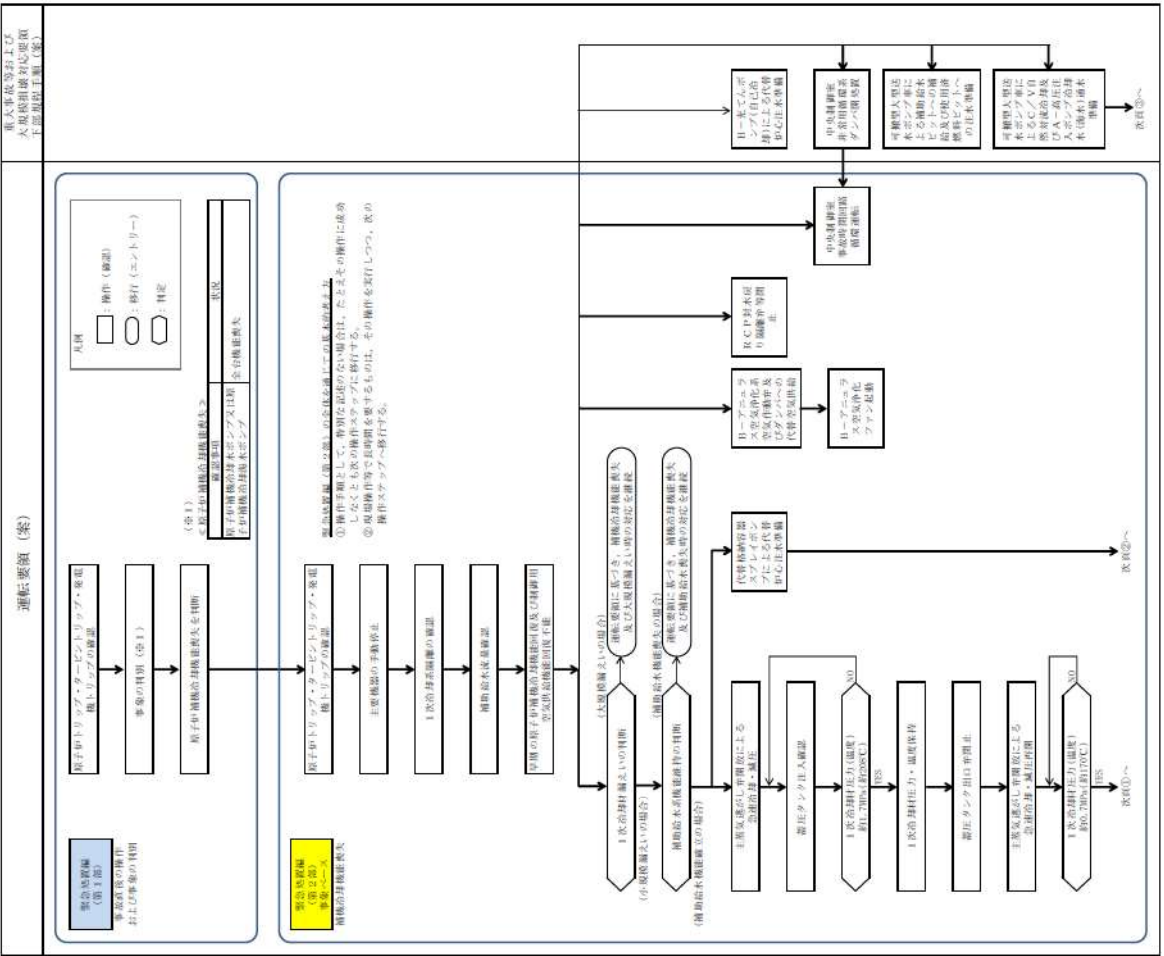 運転要領（案）
重大事故等および
大規模損壊対応要領
下部規程手順（案）
緊急処置編
（第１部）
事故直後の操作
および事象の判別
原子炉トリップ・タービントリップ・発電
機トリップの確認
事象の判別（※１）
原子炉補機冷却機能喪失を判断
（※１）
＜原子炉補機冷却機能喪失＞
確認事項
状況
原子炉補機冷却水ポンプ又は原
子炉補機冷却海水ポンプ
全台機能喪失
凡例
：操作（確認）
：移行（エントリー）
：判定
緊急処置編
（第２部）
事象ベース
補機冷却機能喪失
原子炉トリップ・タービントリップ・発電
機トリップの確認
主要機器の手動停止
１次冷却系隔離の確認
補助給水流量確認
早期の原子炉補機冷却機能回復及び制御用
空気供給機能回復不能
緊急処置編（第２部）の全体を通じての基本的考え方
① 操作手順として、特別な記述のない場合は、たとえその操作に成功
しなくとも次の操作ステップに移行する。
② 現場操作等で長時間を要するものは、その操作を実行しつつ、次の
操作ステップへ移行する。
１次冷却材漏えいの判断
（大規模漏えいの場合）
運転要領に基づき、補機冷却機能喪失
及び大規模漏えい時の対応を継続
（小規模漏えいの場合）
補助給水系機能維持の判断
（補助給水機能喪失の場合）
運転要領に基づき、補機冷却機能喪失
及び補助給水喪失時の対応を継続
（補助給水機能確立の場合）
主蒸気逃がし弁開放による
急速冷却・減圧
蓄圧タンク注入確認
１次冷却材圧力（温度）
約1.7MPa(約208℃)
NO
YES
１次冷却材圧力・温度保持
蓄圧タンク出口弁閉止
主蒸気逃がし弁開放による
急速冷却・減圧再開
１次冷却材圧力（温度）
約0.7MPa(約170℃)
NO
YES
次頁①へ
代替格納容器
スプレイポン
プによる代替
炉心注水準備
次頁②へ
Ｂ－アニュラ
ス空気浄化系
空気作動弁及
びダンパへの
代替空気供給
Ｂ－アニュラ
ス空気浄化
ファン起動
ＲＣＰ封水戻
り隔離弁等閉
止
中央制御室
事故時閉回路
循環運転
Ｂ－充てんポ
ンプ(自己冷
却)による代替
炉心注水準備
中央制御室
非常用循環系
ダンパ開処置
可搬型大型送
水ポンプ車に
よる補助給水
ピットへの補
給及び使用済
燃料ピットへ
の注水準備
可搬型大型送
水ポンプ車に
よるＣ／Ｖ自
然対流冷却及
びＡ－高圧注
入ポンプ冷却
水(海水)通水
準備
次頁③へ